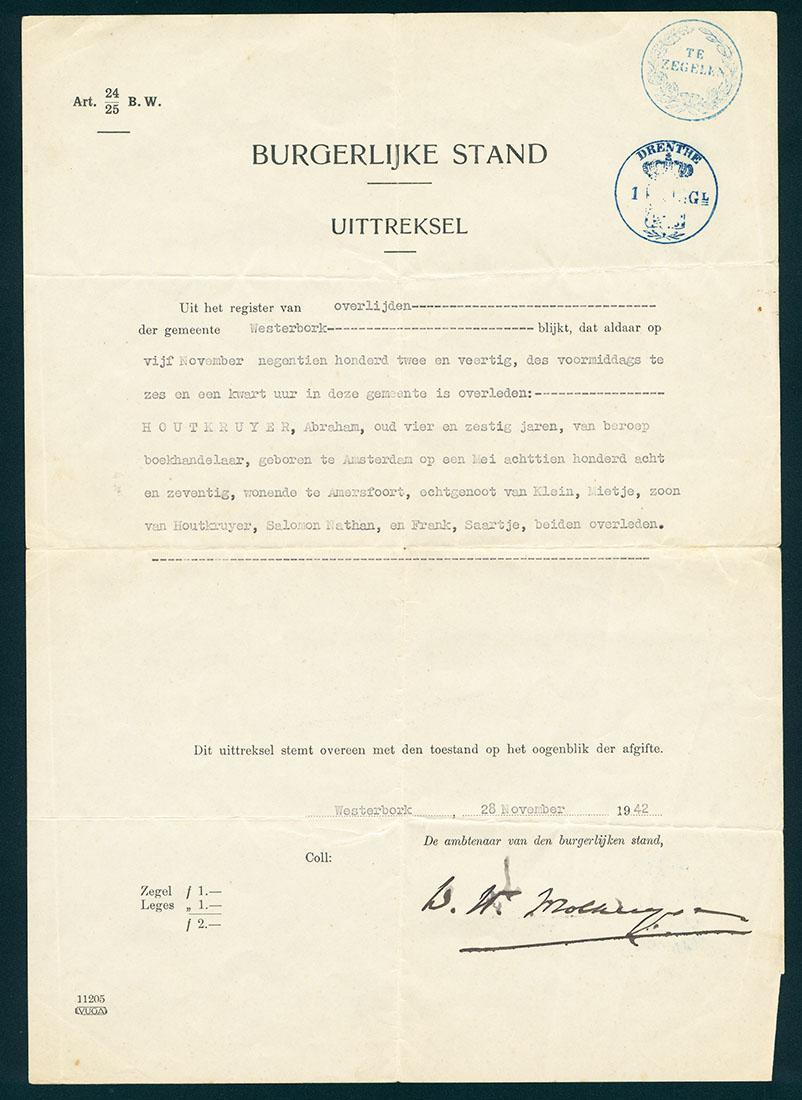 TE
ZEGELEN
Art. 24/25 B. W.
DRENTHE
1 GL
BURGERLIJKE STAND
UITTREKSEL
Uit het register van overlijden--------------------------------
der gemeente Westerbork--------------------------- blijkt, dat aldaar op
vijf November negentien honderd twee en veertig, des voormiddags te
zes en een kwart uur in deze gemeente is overleden:-----------------
H O U T K R U Y E R, Abraham, oud vier en zestig jaren, van beroep
boekhandelaar, geboren te Amsterdam op een Mei achttien honderd acht
en zeventig, wonende te Amersfoort, echtgenoot van Klein, Mietje, zoon
van Houtkruyer, Salomon Nathan, en Frank, Saartje, beiden overleden.
------------------------------------------------------------------
Dit uittreksel stemt overeen met den toestand op het oogenblik der afgifte.
Westerbork, 28 November 1942
De ambtenaar van den burgerlijken stand,
Coll:
Zegel ƒ 1.—
Leges „ 1.—
ƒ 2.—
11205
VUGA